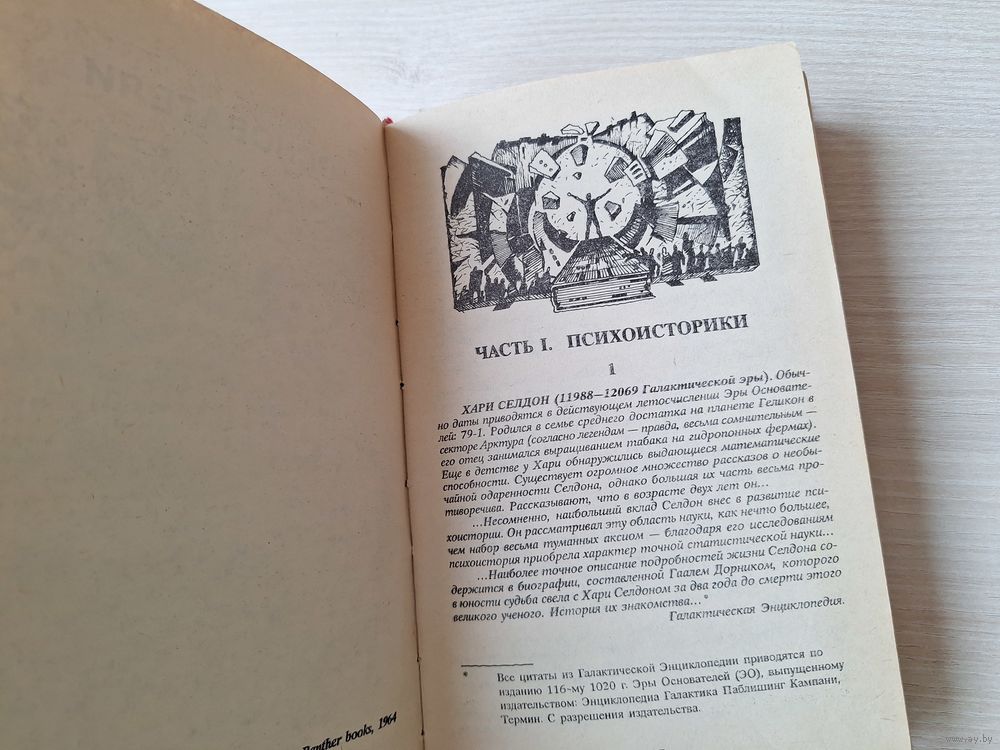 Panther books, 1964
ЧАСТЬ I. ПСИХОИСТОРИКИ
1
ХАРИ СЕЛДОН (11988—12069 Галактической эры). Обыч-
но даты приводятся в действующем летосчислении Эры Основате-
лей: 79-1. Родился в семье среднего достатка на планете Геликон в
секторе Арктура (согласно легендам — правда, весьма сомнительным —
его отец занимался выращиванием табака на гидропонных фермах).
Еще в детстве у Хари обнаружились выдающиеся математические
способности. Существует огромное множество рассказов о необы-
чайной одаренности Селдона, однако большая их часть весьма про-
тиворечива. Рассказывают, что в возрасте двух лет он...
...Несомненно, наибольший вклад Селдон внес в развитие пси-
хоистории. Он рассматривал эту область науки, как нечто большее,
чем набор весьма туманных аксиом — благодаря его исследованиям
психоистория приобрела характер точной статистической науки...
...Наиболее точное описание подробностей жизни Селдона со-
держится в биографии, составленной Гаалем Дорником, которого
в юности судьба свела с Хари Селдоном за два года до смерти этого
великого ученого. История их знакомства...*
Галактическая Энциклопедия.
* Все цитаты из Галактической Энциклопедии приводятся по
изданию 116-му 1020 г. Эры Основателей (ЭО), выпущенному
издательством: Энциклопедия Галактика Паблишинг Кампани,
Термин. С разрешения издательства.
www.ay.by